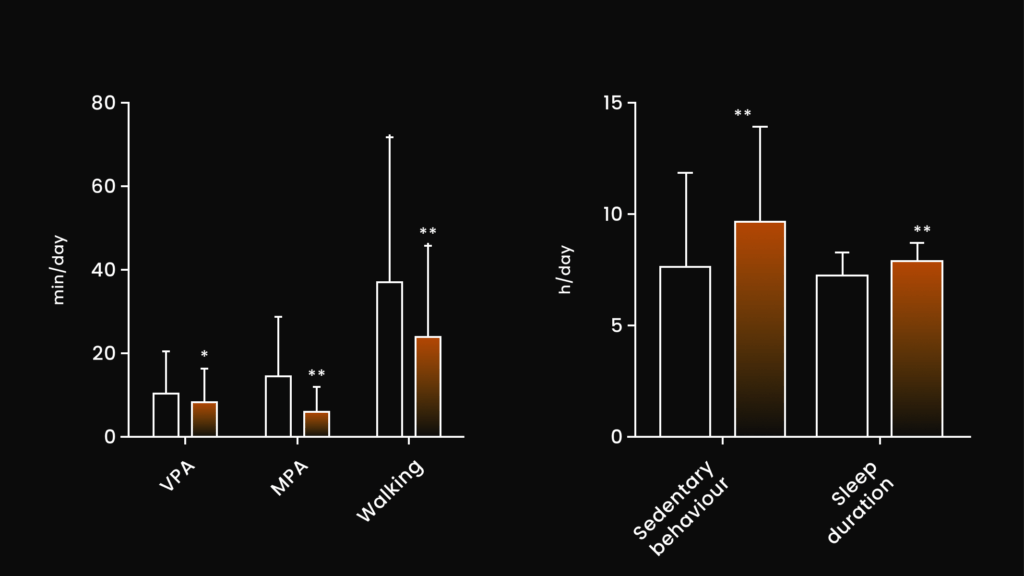 80
60
40
20
0
min/day
*
**
**
VPA
MPA
Walking
15
10
5
0
h/day
**
**
Sedentary
behaviour
Sleep
duration